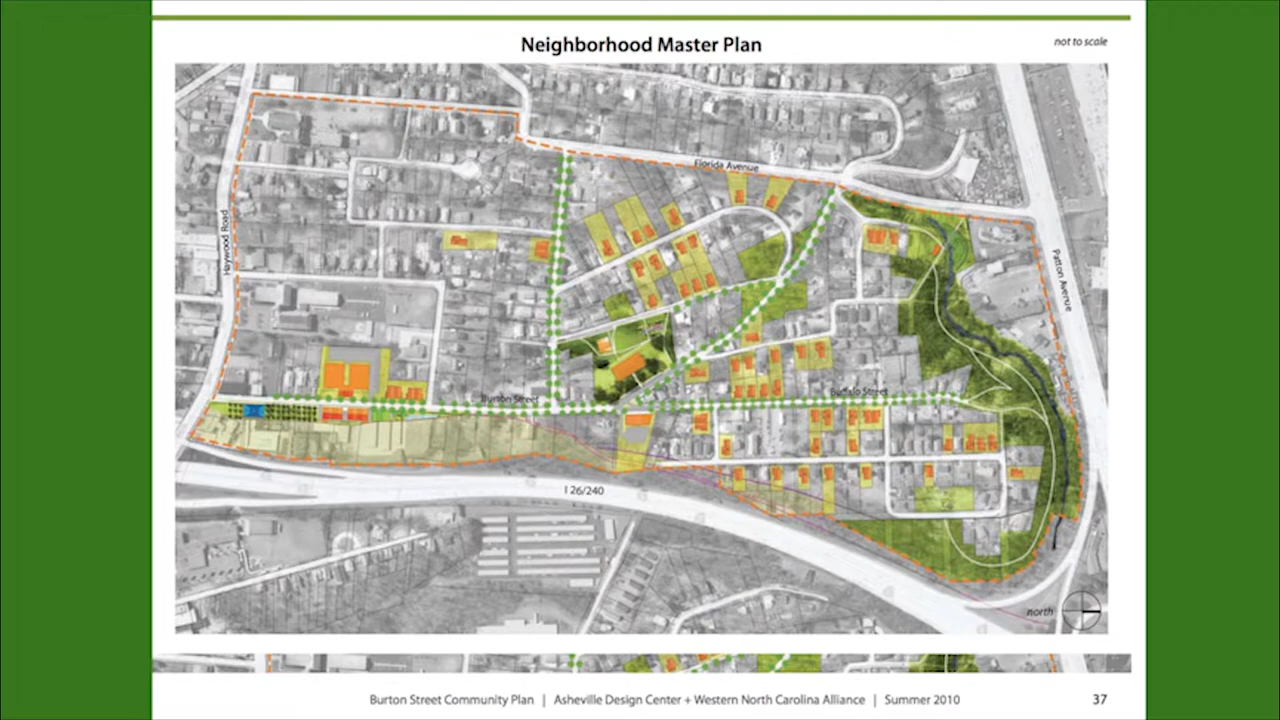 Neighborhood Master Plan
not to scale
Florida Avenue
Haywood Road
Patton Avenue
Burton Street
Buffalo Street
I 26/240
north
Burton Street Community Plan | Asheville Design Center + Western North Carolina Alliance | Summer 2010
37